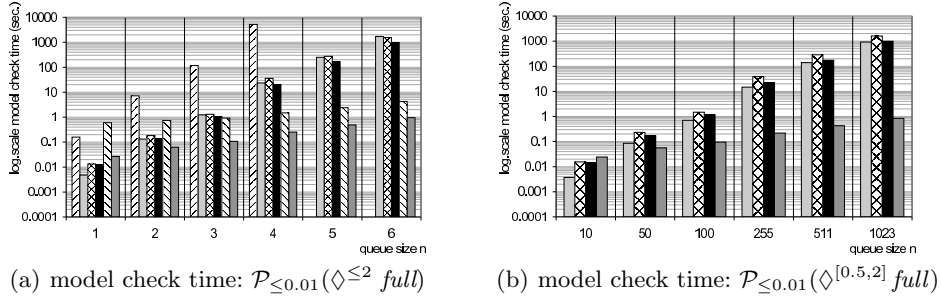 log.scale model check time (sec.)
10000
1000
100
10
1
0.1
0.01
0.001
0.0001
1 2 3 4 5 6
queue size n
(a) model check time: P≤0.01(◇≤2 full)
log.scale model check time (sec.)
10000
1000
100
10
1
0.1
0.01
0.001
0.0001
10 50 100 255 511 1023
queue size n
(b) model check time: P≤0.01(◇[0.5,2] full)